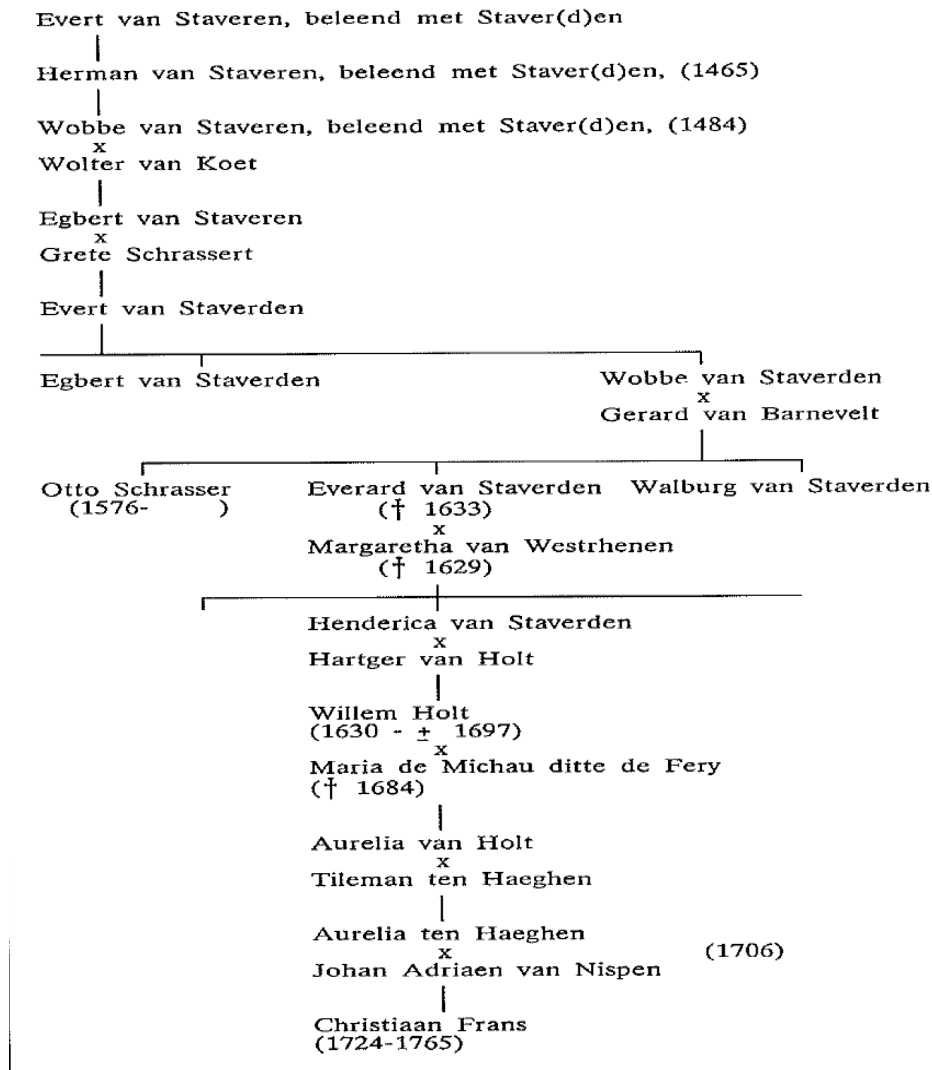 Evert van Staveren, beleend met Staver(d)en
Herman van Staveren, beleend met Staver(d)en, (1465)
Wobbe van Staveren, beleend met Staver(d)en, (1484)
x
Wolter van Koet
Egbert van Staveren
x
Grete Schrassert
Evert van Staverden
Egbert van Staverden Wobbe van Staverden
x
Gerard van Barnevelt
Otto Schrasser Everard van Staverden Walburg van Staverden
(1576- ) († 1633)
x
Margaretha van Westrhenen
(† 1629)
Henderica van Staverden
x
Hartger van Holt
Willem Holt
(1630 - ± 1697)
x
Maria de Michau ditte de Fery
(† 1684)
Aurelia van Holt
x
Tileman ten Haeghen
Aurelia ten Haeghen
x (1706)
Johan Adriaen van Nispen
Christiaan Frans
(1724-1765)